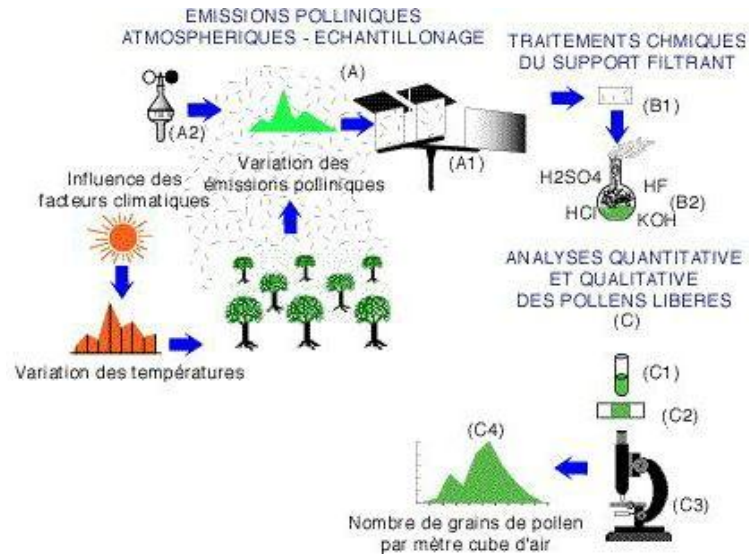 EMISSIONS POLLINIQUES
ATMOSPHERIQUES - ECHANTILLONAGE
(A)
(A2)
(A1)
Variation des
émissions polliniques
Influence des
facteurs climatiques
Variation des températures
TRAITEMENTS CHMIQUES
DU SUPPORT FILTRANT
(B1)
H2SO4
HF
HCl
KOH
(B2)
ANALYSES QUANTITATIVE
ET QUALITATIVE
DES POLLENS LIBERES
(C)
(C1)
(C2)
(C3)
(C4)
Nombre de grains de pollen
par mètre cube d'air